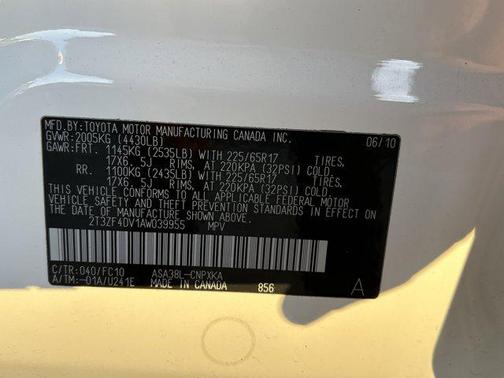 MFD.BY:TOYOTA MOTOR MANUFACTURING CANADA INC. 06/10
GVWR:2005KG (4430LB)
GAWR:FRT. 1145KG (2535LB) WITH 225/65R17 TIRES,
17X6.5J RIMS, AT 220KPA (32PSI) COLD
RR. 1100KG (2435LB) WITH 225/65R17 TIRES,
17X6.5J RIMS, AT 220KPA (32PSI) COLD
THIS VEHICLE CONFORMS TO ALL APPLICABLE FEDERAL MOTOR
VEHICLE SAFETY AND THEFT PREVENTION STANDARDS IN EFFECT
ON THE DATE OF MANUFACTURE SHOWN ABOVE.
2T3ZF4DV1AW039955 MPV
C/TR:040/FC10 ASA38L-CNPXKA
A/TM:-01A/U241E MADE IN CANADA 856 A